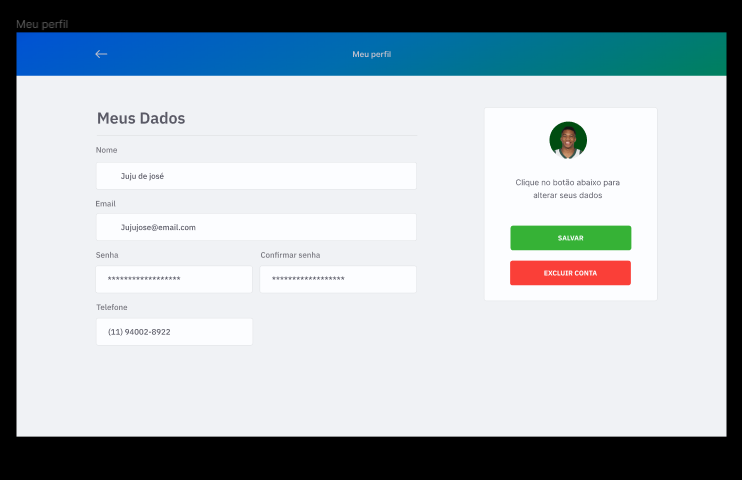 Meu perfil
Meu perfil
Meus Dados
Nome
Juju de josé
Email
Jujujose@email.com
Senha
Confirmar senha
******************
******************
Telefone
(11) 94002-8922
Clique no botão abaixo para
alterar seus dados
SALVAR
EXCLUIR CONTA